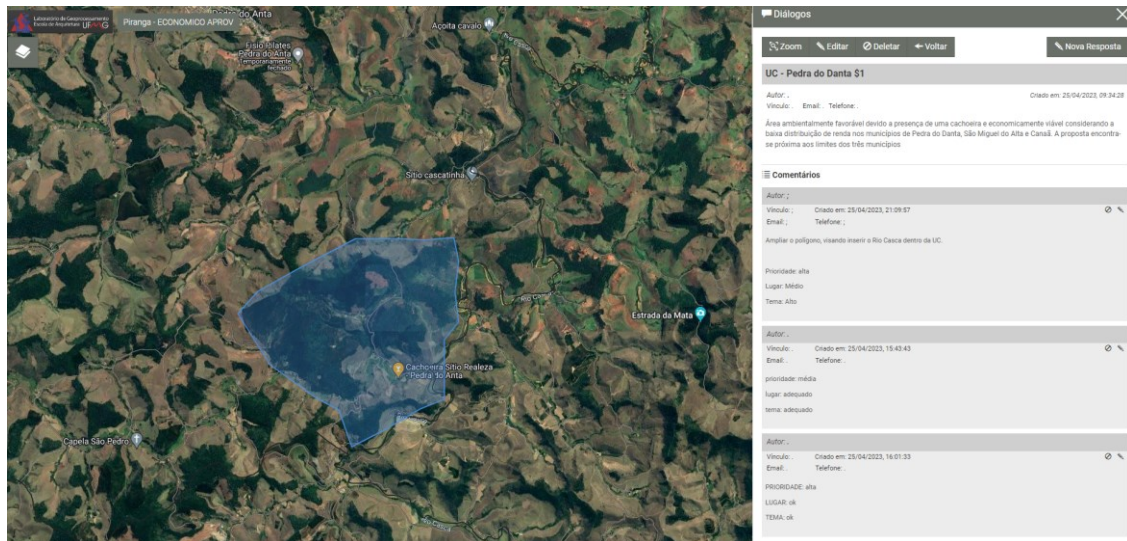 Laboratório de Geoprocessamento
Escola de Arquitetura UFMG
Piranga - ECONOMICO APROV
Pedra do Anta
Açoita cavalo
Fisio Pilates
Pedra do Anta
Temporariamente
fechado
Sitio cascatinha
Rio Casca
Estrada da Mata
Cachoeira Sitio Realeza
- Pedra do Anta
Capela São Pedro
Rio Casca
Diálogos
Zoom
Editar
Deletar
Voltar
Nova Resposta
UC - Pedra do Danta $1
Autor: .
Criado em: 25/04/2023, 09:34:28
Vínculo: . Email: . Telefone: .
Área ambientalmente favorável devido a presença de uma cachoeira e economicamente viável considerando a
baixa distribuição de renda nos municípios de Pedra do Danta, São Miguel do Alta e Canaã. A proposta encontra-
se próxima aos limites dos três municípios
Comentários
Autor: ;
Vínculo: ; Criado em: 25/04/2023, 21:09:57
Email: ; Telefone: ;
Ampliar o polígono, visando inserir o Rio Casca dentro da UC.
Prioridade: alta
Lugar: Médio
Tema: Alto
Autor: .
Vínculo: . Criado em: 25/04/2023, 15:43:43
Email: . Telefone: .
prioridade: média
lugar: adequado
tema: adequado
Autor: .
Vínculo: . Criado em: 25/04/2023, 16:01:33
Email: . Telefone: .
PRIORIDADE: alta
LUGAR: ok
TEMA: ok